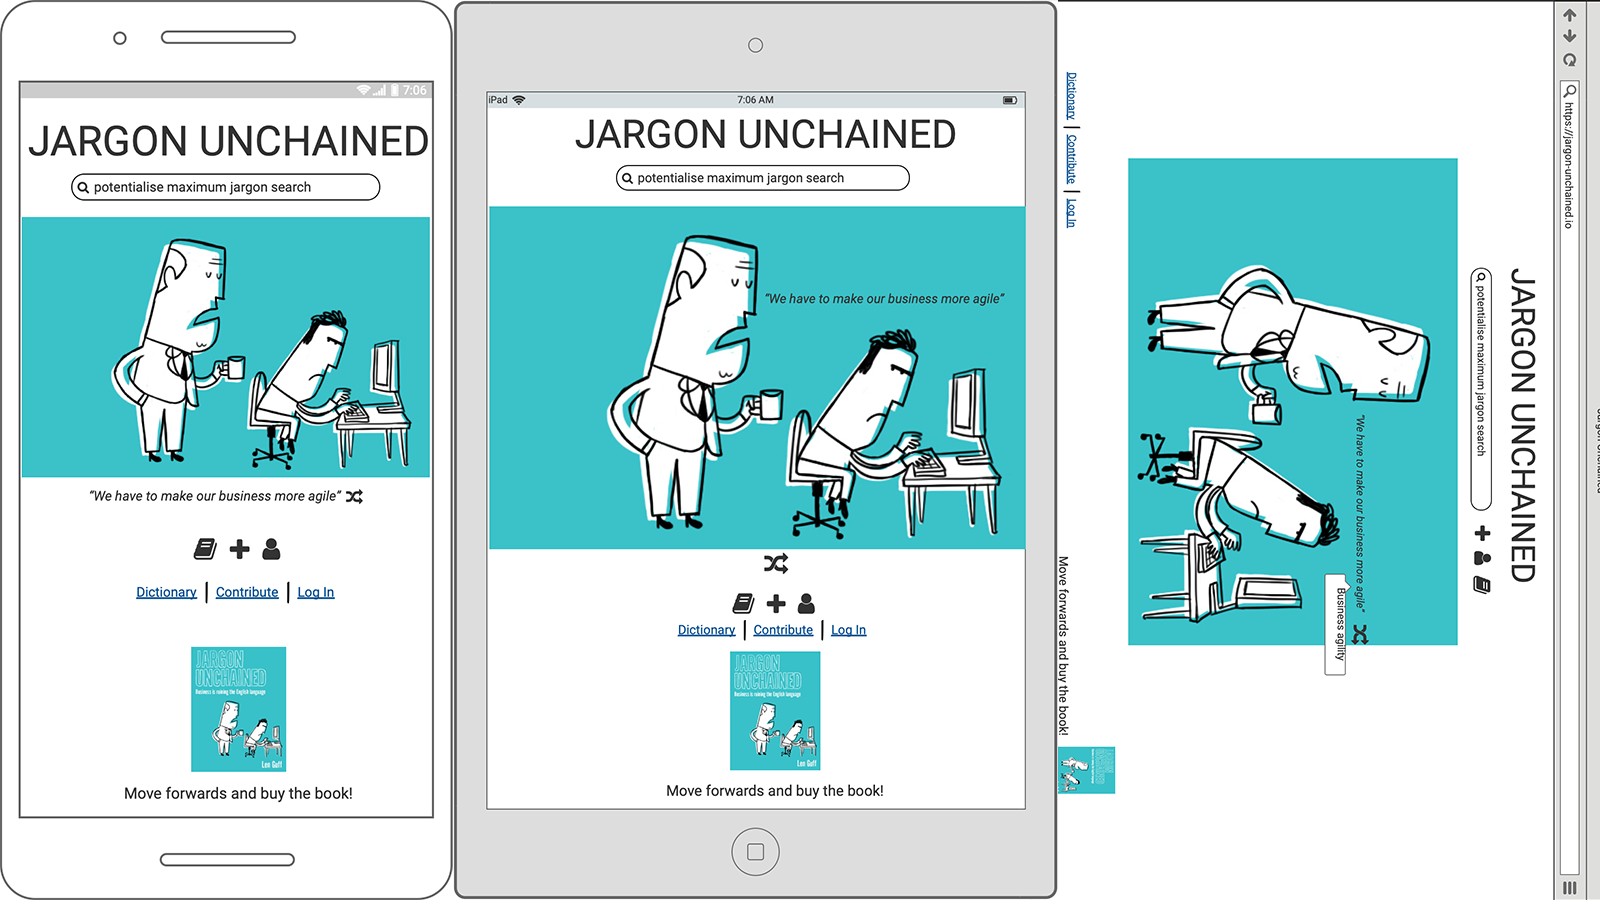 7:06
JARGON UNCHAINED
potentialise maximum jargon search
“We have to make our business more agile”
Dictionary
Contribute
Log In
JARGON
UNCHAINED
Business is ruining the English language
Move forwards and buy the book!
iPad
7:06 AM
JARGON UNCHAINED
potentialise maximum jargon search
“We have to make our business more agile”
Dictionary
Contribute
Log In
JARGON
UNCHAINED
Business is ruining the English language
Len Guff
Move forwards and buy the book!
https://jargon-unchained.io
JARGON UNCHAINED
potentialise maximum jargon search
“We have to make our business more agile”
Business agility
Dictionary
Contribute
Log In
Move forwards and buy the book!